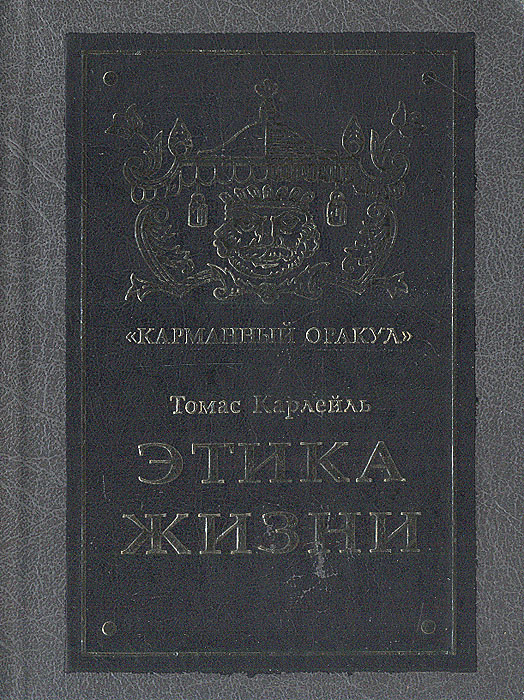 «КАРМАННЫЙ ОРАКУЛ»
Томас Карлейль
ЭТИКА
ЖИЗНИ